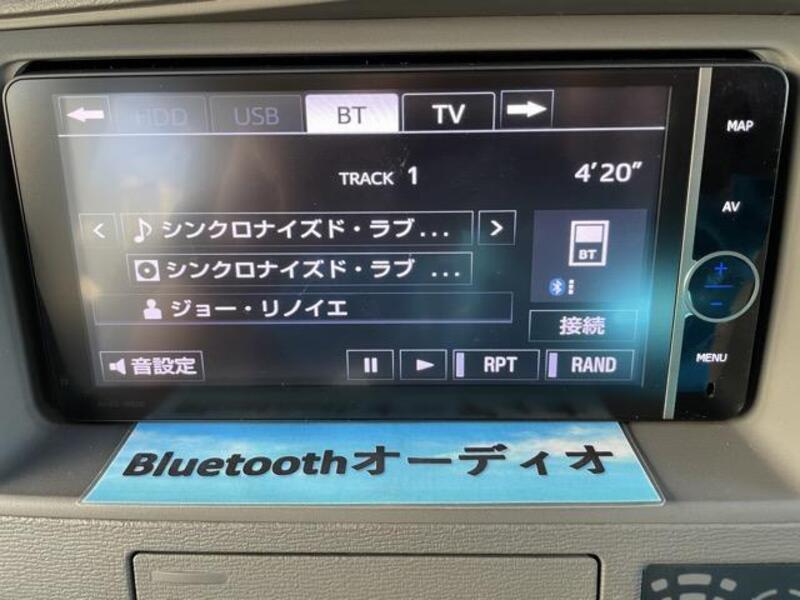 HDD USB BT TV
TRACK 1 4'20"
シンクロナイズド・ラブ...
シンクロナイズド・ラブ ...
BT
ジョー・リノイエ
接続
音設定 RPT RAND
MAP
AV
MENU
Bluetoothオーディオ